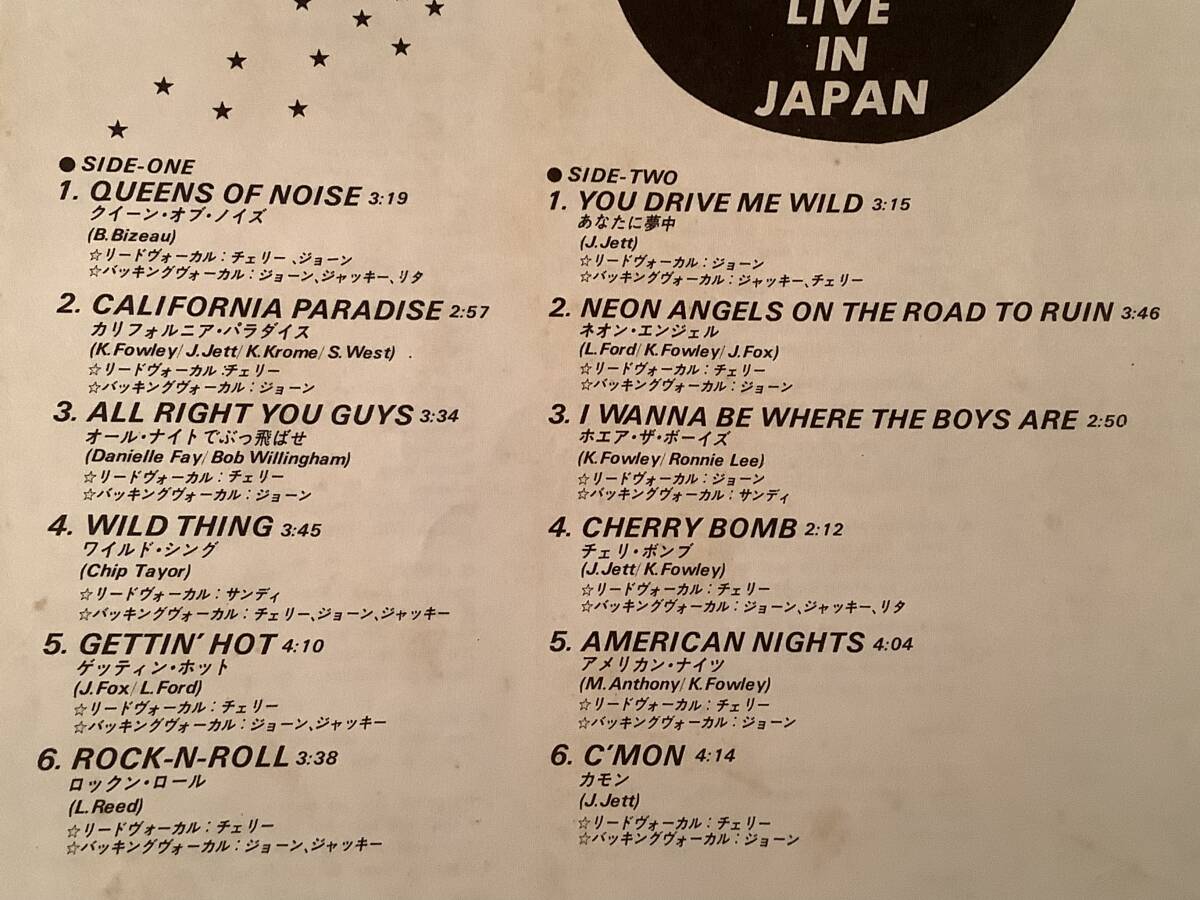 LIVE
IN
JAPAN
● SIDE-ONE
1. QUEENS OF NOISE 3:19
クイーン・オブ・ノイズ
(B.Bizeau)
☆リードヴォーカル：チェリー、ジョーン
☆バッキングヴォーカル：ジョーン、ジャッキー、リタ
2. CALIFORNIA PARADISE 2:57
カリフォルニア・パラダイス
(K.Fowley/J.Jett/K.Krome/S.West)
☆リードヴォーカル：チェリー
☆バッキングヴォーカル：ジョーン
3. ALL RIGHT YOU GUYS 3:34
オール・ナイトでぶっ飛ばせ
(Danielle Fay/Bob Willingham)
☆リードヴォーカル：チェリー
☆バッキングヴォーカル：ジョーン
4. WILD THING 3:45
ワイルド・シング
(Chip Tayor)
☆リードヴォーカル：サンディ
☆バッキングヴォーカル：チェリー、ジョーン、ジャッキー
5. GETTIN' HOT 4:10
ゲッティン・ホット
(J.Fox/L.Ford)
☆リードヴォーカル：チェリー
☆バッキングヴォーカル：ジョーン、ジャッキー
6. ROCK-N-ROLL 3:38
ロックン・ロール
(L.Reed)
☆リードヴォーカル：チェリー
☆バッキングヴォーカル：ジョーン、ジャッキー
● SIDE-TWO
1. YOU DRIVE ME WILD 3:15
あなたに夢中
(J.Jett)
☆リードヴォーカル：ジョーン
☆バッキングヴォーカル：ジャッキー、チェリー
2. NEON ANGELS ON THE ROAD TO RUIN 3:46
ネオン・エンジェル
(L.Ford/K.Fowley/J.Fox)
☆リードヴォーカル：チェリー
☆バッキングヴォーカル：ジョーン
3. I WANNA BE WHERE THE BOYS ARE 2:50
ホエア・ザ・ボーイズ
(K.Fowley/Ronnie Lee)
☆リードヴォーカル：ジョーン
☆バッキングヴォーカル：サンディ
4. CHERRY BOMB 2:12
チェリ・ボンブ
(J.Jett/K.Fowley)
☆リードヴォーカル：チェリー
☆バッキングヴォーカル：ジョーン、ジャッキー、リタ
5. AMERICAN NIGHTS 4:04
アメリカン・ナイツ
(M.Anthony/K.Fowley)
☆リードヴォーカル：チェリー
☆バッキングヴォーカル：ジョーン
6. C'MON 4:14
カモン
(J.Jett)
☆リードヴォーカル：チェリー
☆バッキングヴォーカル：ジョーン